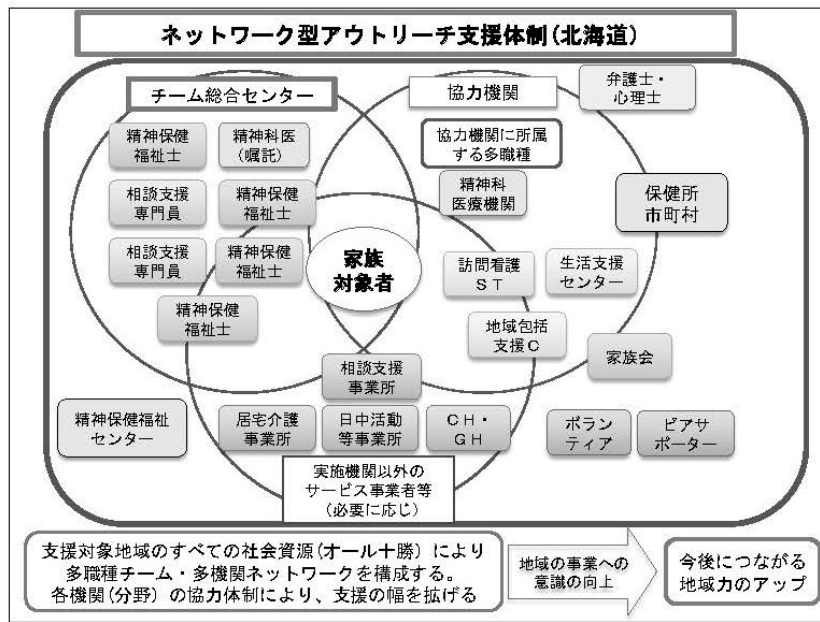 ネットワーク型アウトリーチ支援体制(北海道)
チーム総合センター
協力機関
弁護士・
心理士
精神保健
福祉士
精神科医
(嘱託)
協力機関に所属
する多職種
相談支援
専門員
精神保健
福祉士
精神科
医療機関
保健所
市町村
相談支援
専門員
精神保健
福祉士
家族
対象者
訪問看護
ST
生活支援
センター
精神保健
福祉士
地域包括
支援C
家族会
相談支援
事業所
精神保健福祉
センター
居宅介護
事業所
日中活動
等事業所
CH・
GH
ボラン
ティア
ピアサ
ポーター
実施機関以外の
サービス事業者等
(必要に応じ)
支援対象地域のすべての社会資源(オール十勝)により
多職種チーム・多機関ネットワークを構成する。
各機関(分野)の協力体制により、支援の幅を拡げる
地域の事業への
意識の向上
今後につながる
地域力のアップ